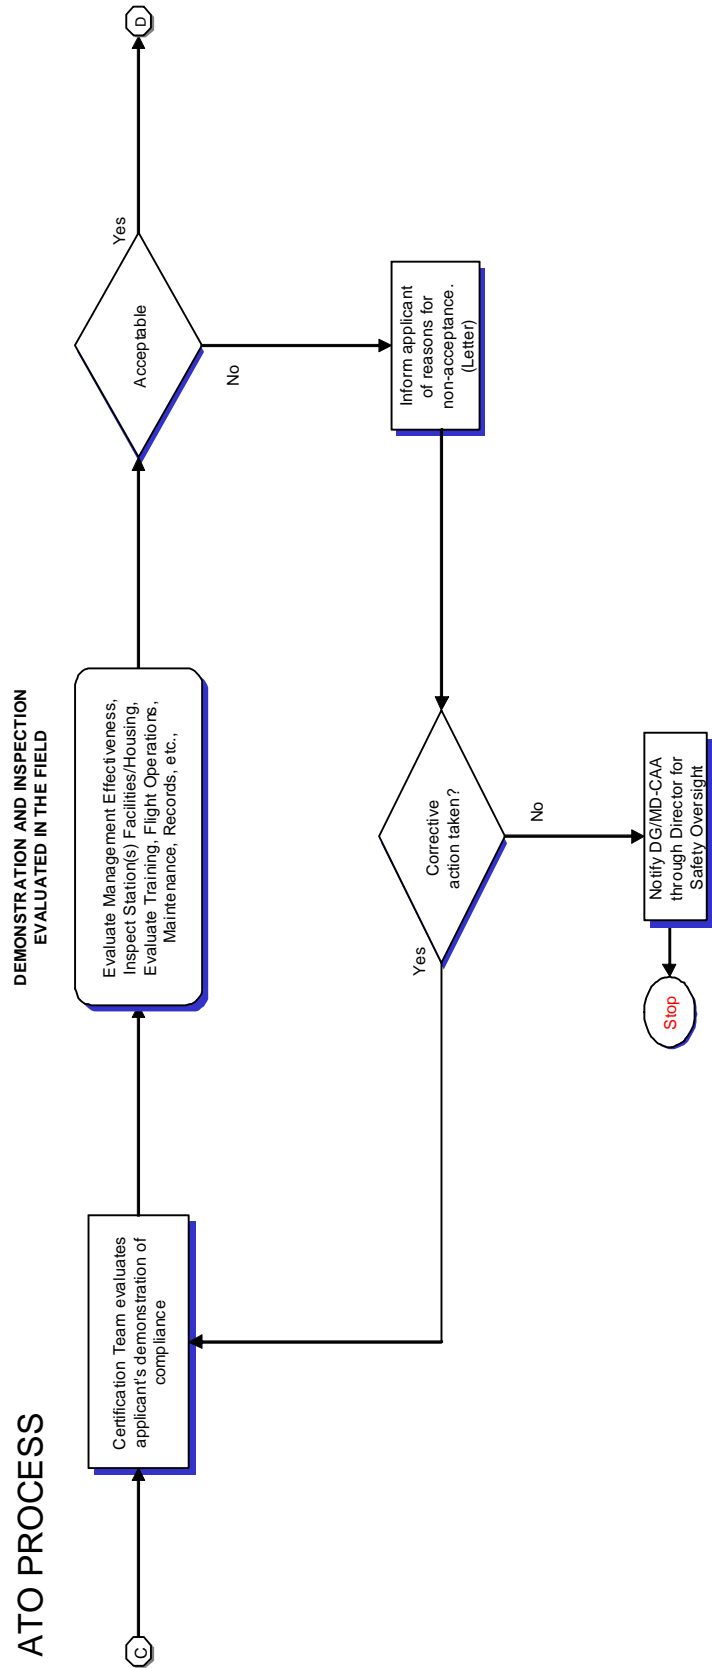 ATO PROCESS
DEMONSTRATION AND INSPECTION
EVALUATED IN THE FIELD
C
Certification Team evaluates
applicant's demonstration of
compliance
Evaluate Management Effectiveness,
Inspect Station(s) Facilities/Housing,
Evaluate Training, Flight Operations,
Maintenance, Records, etc.,
Acceptable
Yes
D
No
Inform applicant
of reasons for
non-acceptance.
(Letter)
Corrective
action taken?
Yes
No
Notify DG/MD-CAA
through Director for
Safety Oversight
Stop